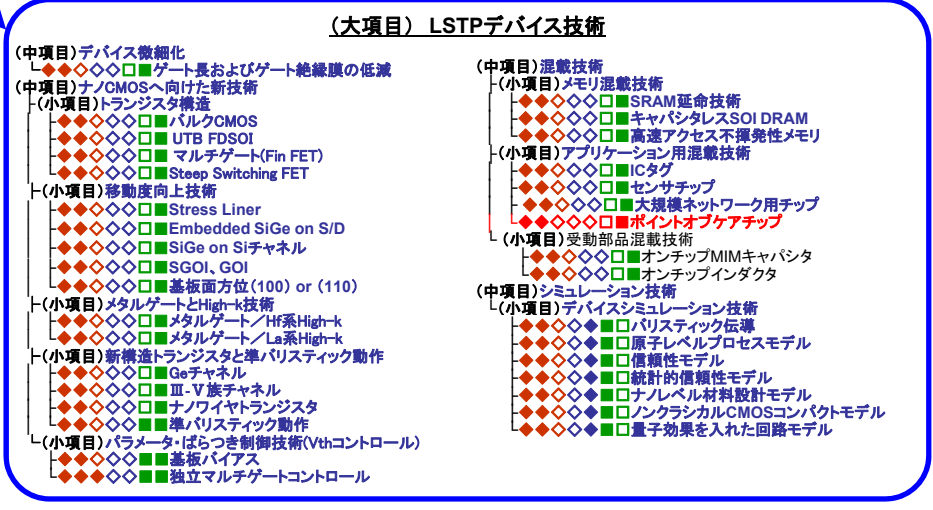 (大項目) LSTPデバイス技術
(中項目)デバイス微細化
◆◆◇◇◇□■ゲート長およびゲート絶縁膜の低減
(中項目)ナノCMOSへ向けた新技術
(小項目)トランジスタ構造
◆◆◇◇◇□■バルクCMOS
◆◆◇◇◇□■ UTB FDSOI
◆◆◇◇◇□■ マルチゲート(Fin FET)
◆◆◇◇◇□■Steep Switching FET
(小項目)移動度向上技術
◆◆◇◇◇□■Stress Liner
◆◆◇◇◇□■Embedded SiGe on S/D
◆◆◇◇◇□■SiGe on Siチャネル
◆◆◇◇◇□■SGOI、GOI
◆◆◇◇◇□■基板面方位(100) or (110)
(小項目)メタルゲートとHigh-k技術
◆◆◇◇◇□■メタルゲート／Hf系High-k
◆◆◇◇◇□■メタルゲート／La系High-k
(小項目)新構造トランジスタと準バリスティック動作
◆◆◇◇◇□■Geチャネル
◆◆◇◇◇□■Ⅲ-Ⅴ族チャネル
◆◆◇◇◇□■ナノワイヤトランジスタ
◆◆◇◇◇■■準バリスティック動作
(小項目)パラメータ・ばらつき制御技術(Vthコントロール)
◆◆◇◇◇■■基板バイアス
◆◆◆◇◇■■独立マルチゲートコントロール
(中項目)混載技術
(小項目)メモリ混載技術
◆◆◇◇◇□■SRAM延命技術
◆◆◇◇◇□■キャパシタレスSOI DRAM
◆◆◇◇◇□■高速アクセス不揮発性メモリ
(小項目)アプリケーション用混載技術
◆◆◇◇◇□■ICタグ
◆◆◇◇◇□■センサチップ
◆◆◇◇◇□■大規模ネットワーク用チップ
◆◆◇◇◇□■ポイントオブケアチップ
(小項目)受動部品混載技術
◆◆◇◇◇□■オンチップMIMキャパシタ
◆◆◇◇◇□■オンチップインダクタ
(中項目)シミュレーション技術
(小項目)デバイスシミュレーション技術
◆◆◇◇◆■□バリスティック伝導
◆◆◇◇◆■□原子レベルプロセスモデル
◆◆◇◇◆■□信頼性モデル
◆◆◇◇◆■□統計的信頼性モデル
◆◆◇◇◆■□ナノレベル材料設計モデル
◆◆◇◇◆■□ノンクラシカルCMOSコンパクトモデル
◆◆◇◇◆■□量子効果を入れた回路モデル